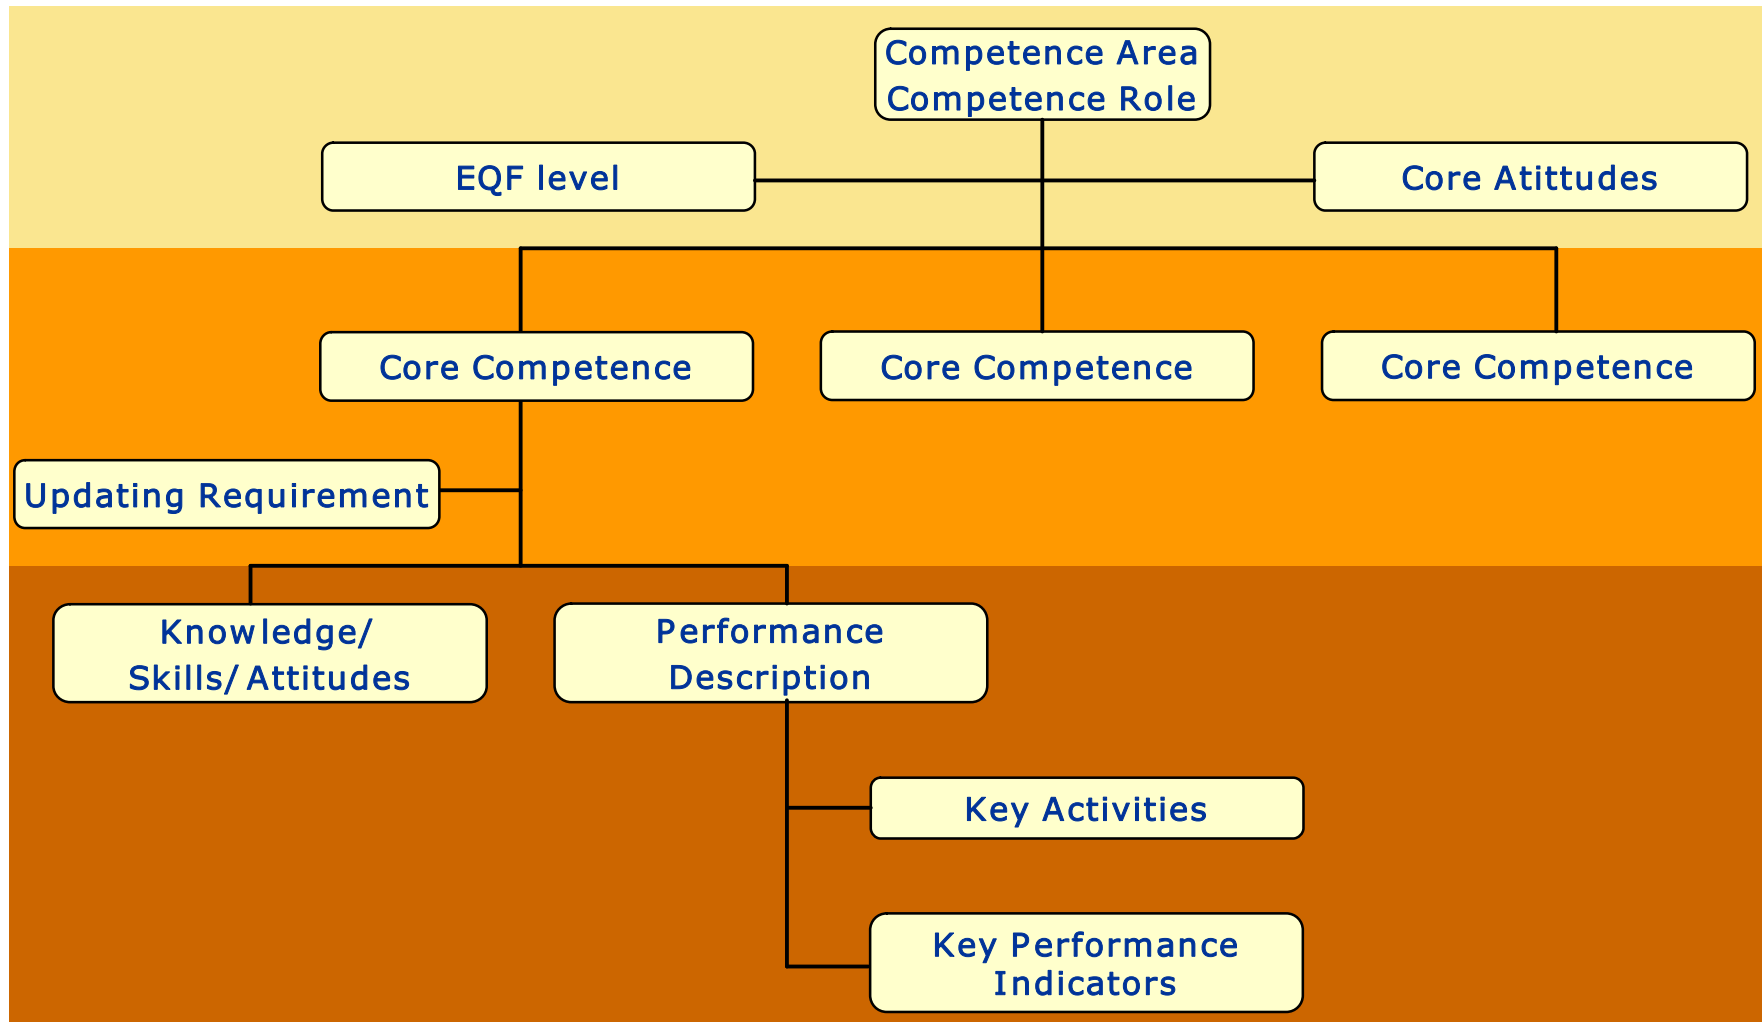 Competence Area
Competence Role
EQF level
Core Atittudes
Core Competence
Core Competence
Core Competence
Updating Requirement
Knowledge/
Skills/Attitudes
Performance
Description
Key Activities
Key Performance
Indicators